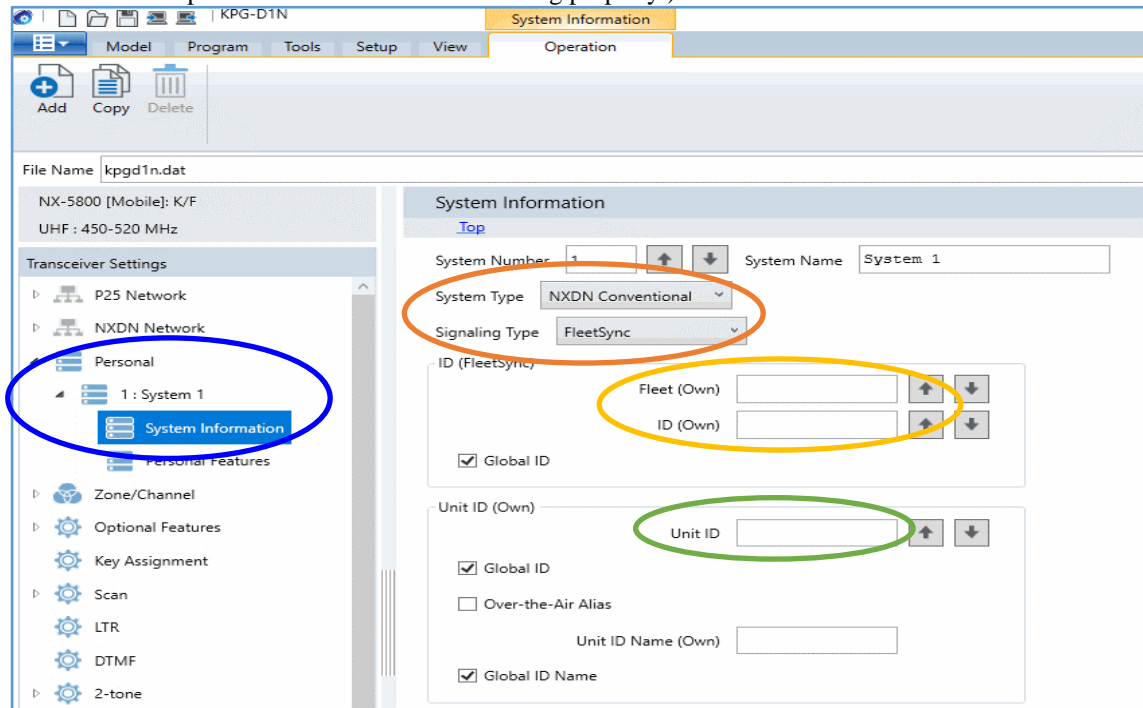 KPG-D1N
System Information
Model Program Tools Setup View Operation
Add Copy Delete
File Name kpgd1n.dat
NX-5800 [Mobile]: K/F
UHF : 450-520 MHz
Transceiver Settings
P25 Network
NXDN Network
Personal
1 : System 1
System Information
Personal Features
Zone/Channel
Optional Features
Key Assignment
Scan
LTR
DTMF
2-tone
System Information
Top
System Number 1 System Name System 1
System Type NXDN Conventional
Signaling Type FleetSync
ID (FleetSync)
Fleet (Own)
ID (Own)
Global ID
Unit ID (Own)
Unit ID
Global ID
Over-the-Air Alias
Unit ID Name (Own)
Global ID Name